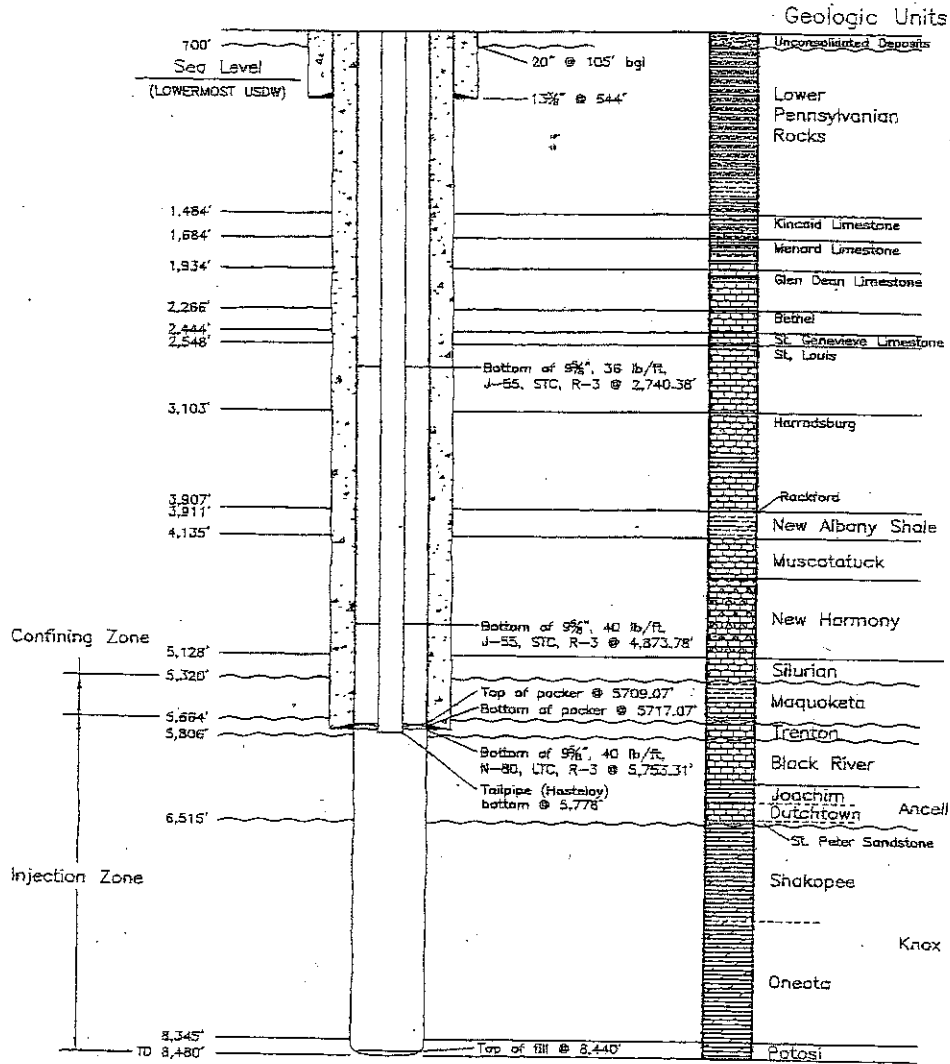 Geologic Units
700'
Sea Level
(LOWERMOST USDW)
20" @ 105' bgl
13⅜" @ 544'
Unconsolidated Deposits
Lower
Pennsylvanian
Rocks
1,484'
Kincaid Limestone
1,684'
Menard Limestone
1,934'
Glen Dean Limestone
2,266'
Bethel
2,444'
St. Genevieve Limestone
2,548'
St. Louis
Bottom of 9⅝", 36 lb/ft,
J-55, STC, R-3 @ 2,740.38'
3,103'
Harrodsburg
3,907'
Rockford
3,911'
New Albany Shale
4,135'
Muscatatuck
New Harmony
Bottom of 9⅝", 40 lb/ft,
J-55, STC, R-3 @ 4,873.78'
Confining Zone
5,128'
Silurian
5,320'
Maquoketa
Top of packer @ 5709.07'
Bottom of packer @ 5717.07'
5,664'
Trenton
5,806'
Black River
Bottom of 9⅝", 40 lb/ft,
N-80, LTC, R-3 @ 5,753.31'
Tailpipe (Hasteloy)
bottom @ 5,778'
Joachim
Dutchtown
Ancell
6,515'
St. Peter Sandstone
Injection Zone
Shakopee
Knox
Oneota
8,345'
TD 8,480'
Top of fill @ 8,440'
Potosi